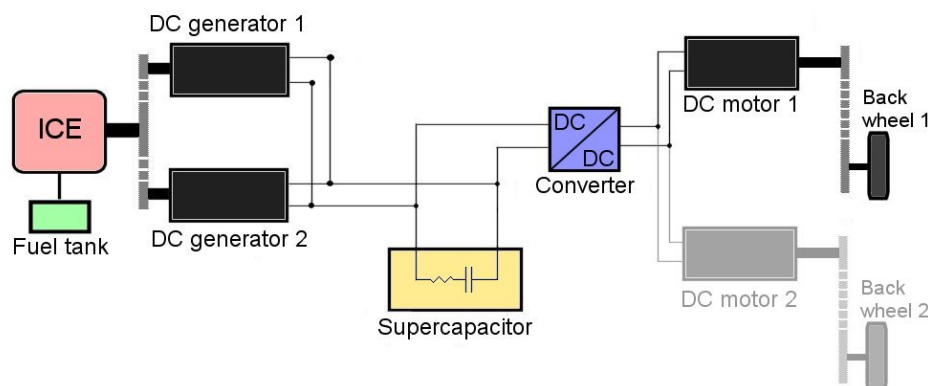 DC generator 1
ICE
Fuel tank
DC generator 2
Supercapacitor
DC
DC
Converter
DC motor 1
Back
wheel 1
DC motor 2
Back
wheel 2